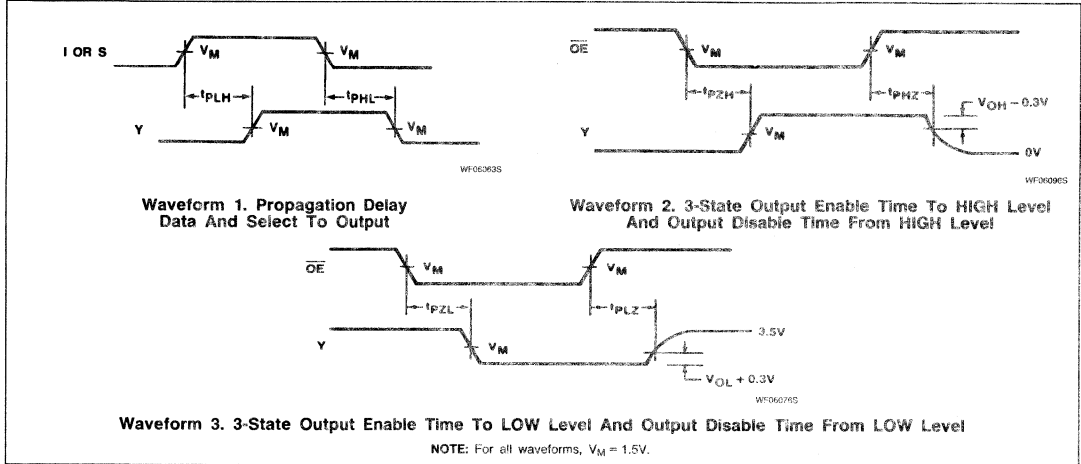 I OR S
VM
VM
tPLH
tPHL
Y
VM
VM
WF06063S
Waveform 1. Propagation Delay
Data And Select To Output
OE
VM
VM
tPZH
tPHZ
VOH – 0.3V
Y
VM
0V
WF06096S
Waveform 2. 3-State Output Enable Time To HIGH Level
And Output Disable Time From HIGH Level
OE
VM
VM
tPZL
tPLZ
3.5V
Y
VM
VOL + 0.3V
WF06076S
Waveform 3. 3-State Output Enable Time To LOW Level And Output Disable Time From LOW Level
NOTE: For all waveforms, VM = 1.5V.